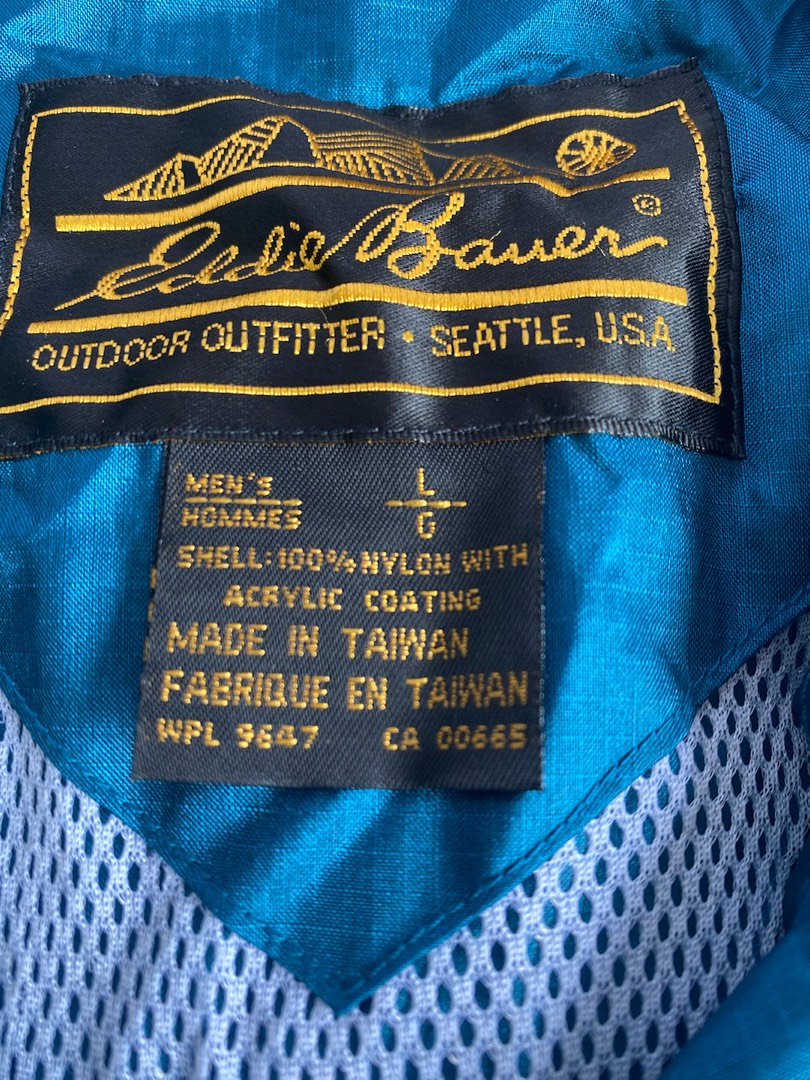 Eddie Bauer®
OUTDOOR OUTFITTER • SEATTLE, U.S.A.
MEN'S L
HOMMES G
SHELL: 100% NYLON WITH
ACRYLIC COATING
MADE IN TAIWAN
FABRIQUE EN TAIWAN
WPL 9647 CA 00665